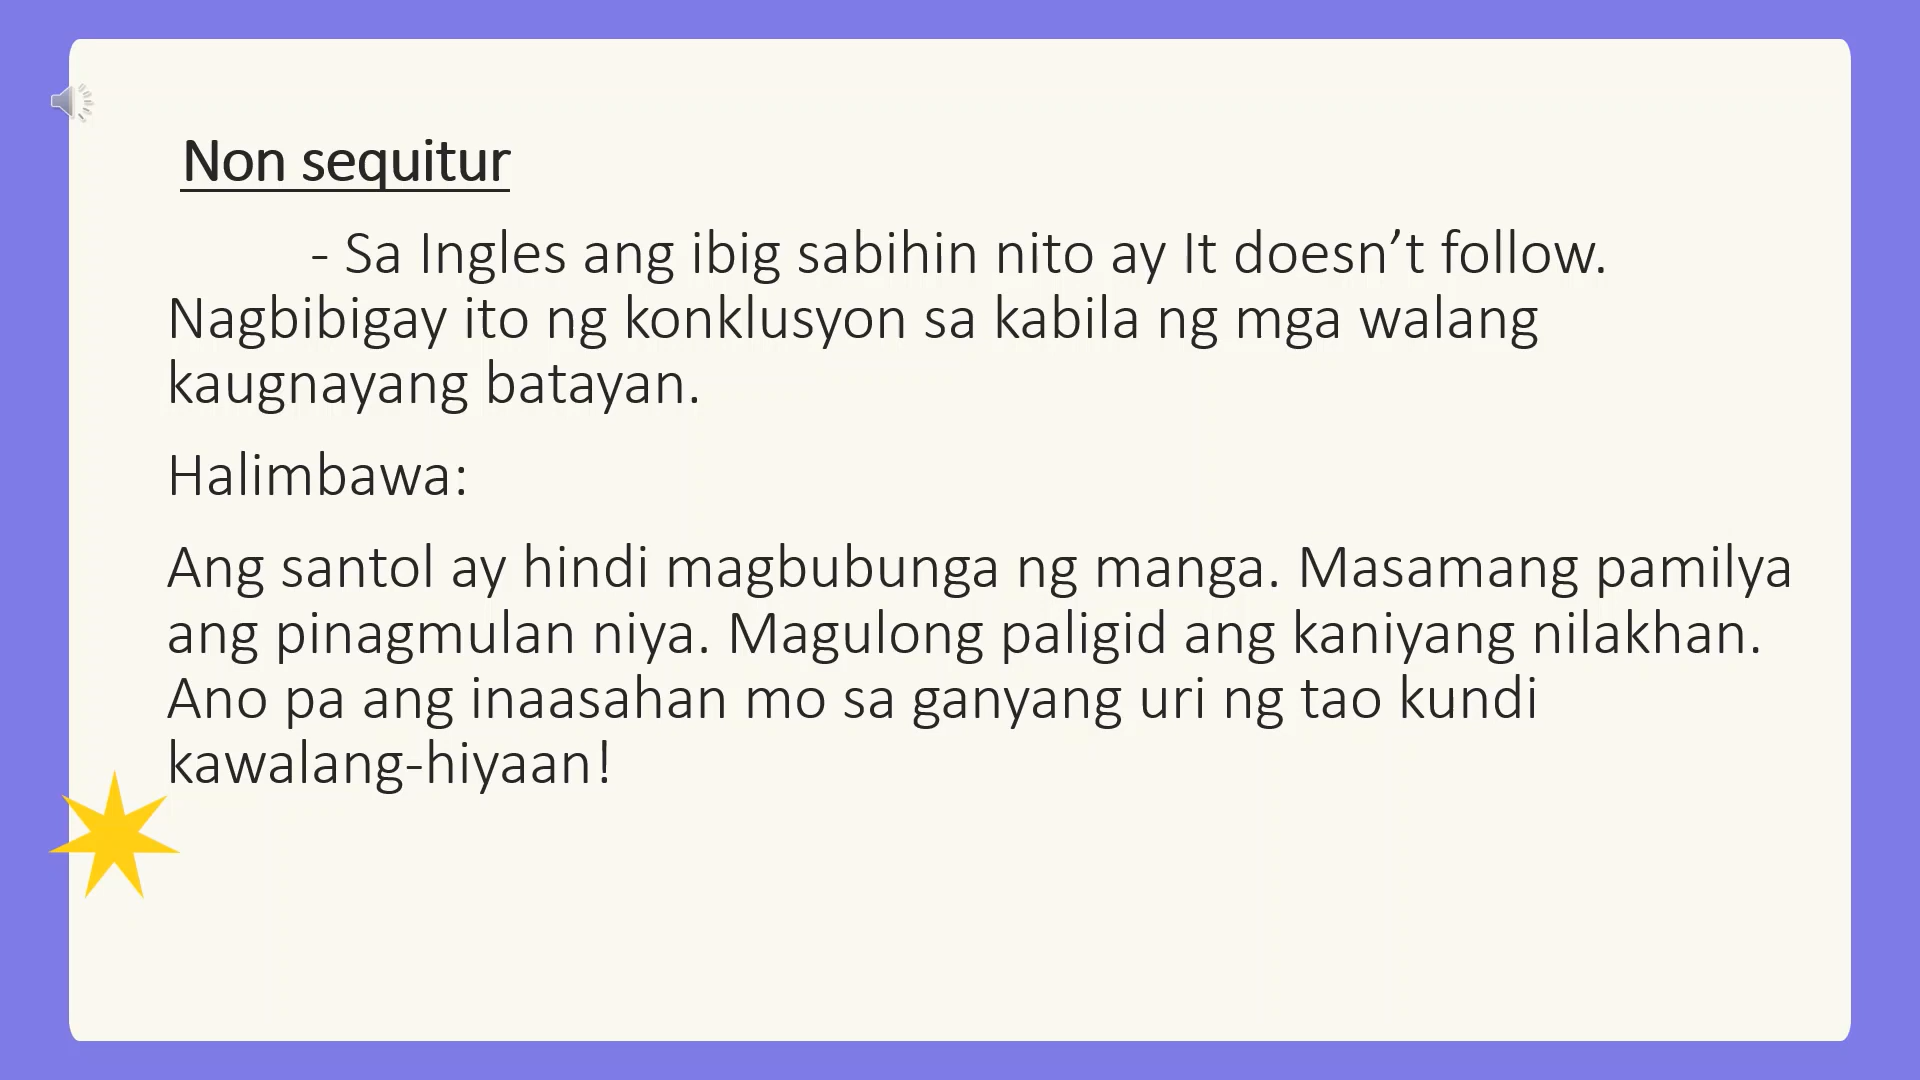 Non sequitur
- Sa Ingles ang ibig sabihin nito ay It doesn’t follow.
Nagbibigay ito ng konklusyon sa kabila ng mga walang
kaugnayang batayan.
Halimbawa:
Ang santol ay hindi magbubunga ng manga. Masamang pamilya
ang pinagmulan niya. Magulong paligid ang kaniyang nilakhan.
Ano pa ang inaasahan mo sa ganyang uri ng tao kundi
kawalang-hiyaan!